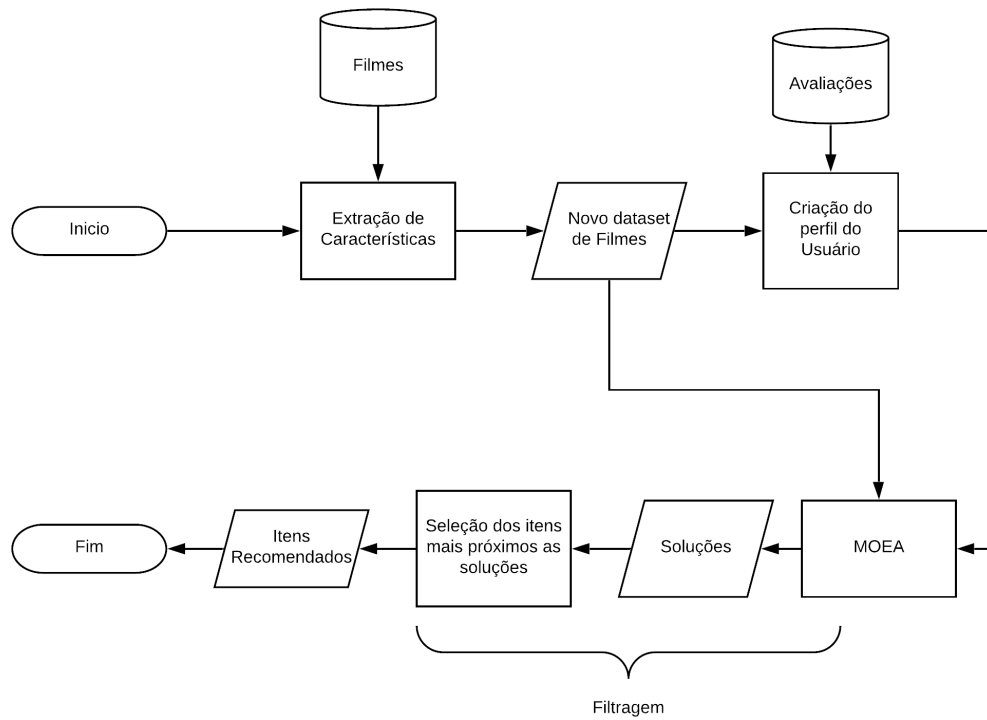 Filmes
Avaliações
Inicio
Extração de
Características
Novo dataset
de Filmes
Criação do
perfil do
Usuário
Fim
Itens
Recomendados
Seleção dos itens
mais próximos as
soluções
Soluções
MOEA
Filtragem